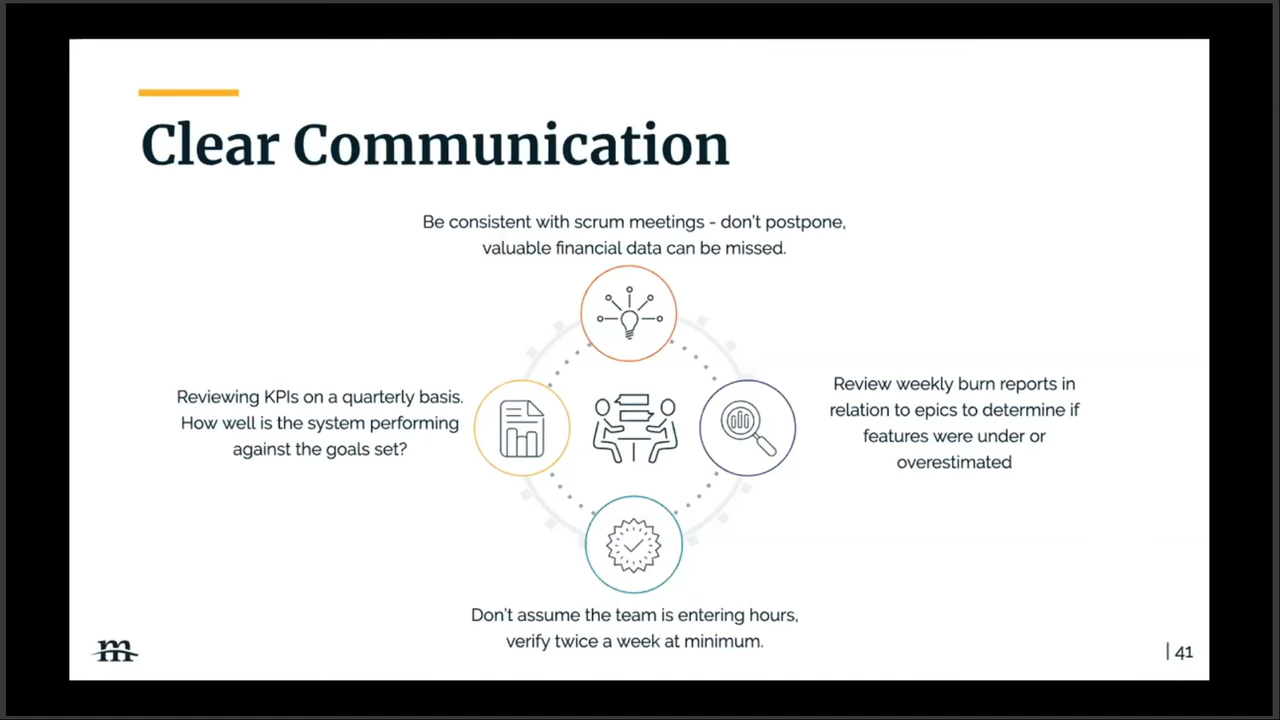 Clear Communication
Be consistent with scrum meetings - don't postpone,
valuable financial data can be missed.
Reviewing KPIs on a quarterly basis.
How well is the system performing
against the goals set?
Review weekly burn reports in
relation to epics to determine if
features were under or
overestimated
Don't assume the team is entering hours,
verify twice a week at minimum.
m
| 41